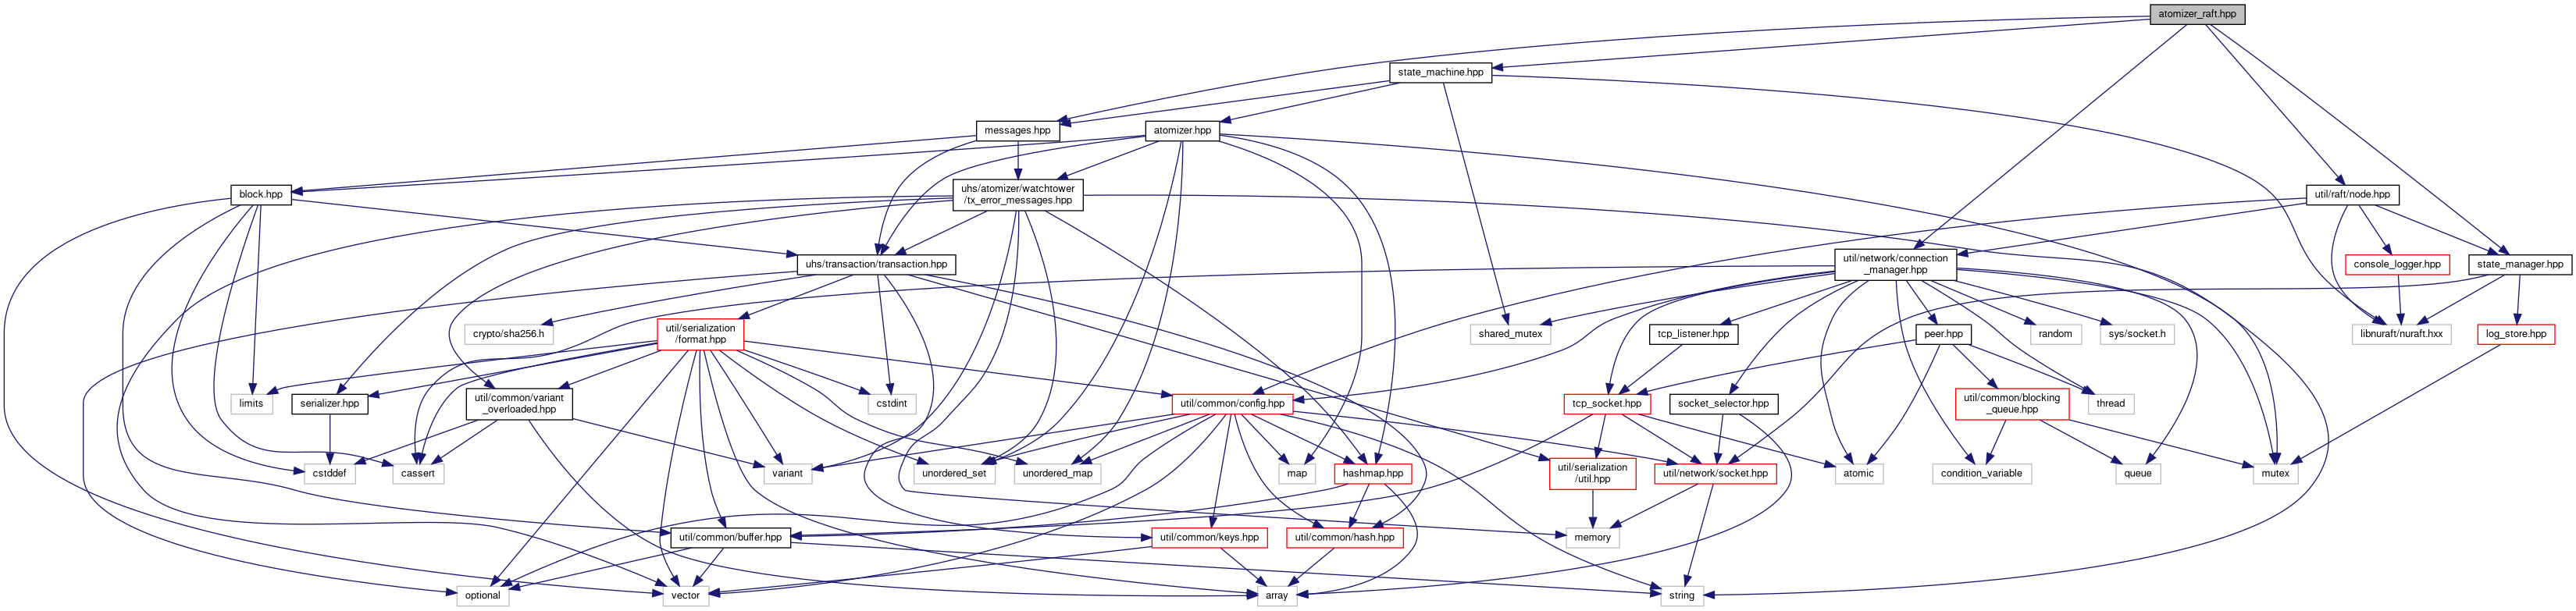 atomizer_raft.hpp
state_machine.hpp
messages.hpp
atomizer.hpp
block.hpp
uhs/atomizer/watchtower
/tx_error_messages.hpp
util/raft/node.hpp
uhs/transaction/transaction.hpp
util/network/connection
_manager.hpp
console_logger.hpp
state_manager.hpp
crypto/sha256.h
util/serialization
/format.hpp
shared_mutex
tcp_listener.hpp
peer.hpp
random
sys/socket.h
libnuraft/nuraft.hxx
log_store.hpp
limits
serializer.hpp
util/common/variant
_overloaded.hpp
cstdint
util/common/config.hpp
tcp_socket.hpp
socket_selector.hpp
util/common/blocking
_queue.hpp
thread
cstddef
cassert
variant
unordered_set
unordered_map
map
hashmap.hpp
util/serialization
/util.hpp
util/network/socket.hpp
atomic
condition_variable
queue
mutex
util/common/buffer.hpp
util/common/keys.hpp
util/common/hash.hpp
memory
optional
vector
array
string